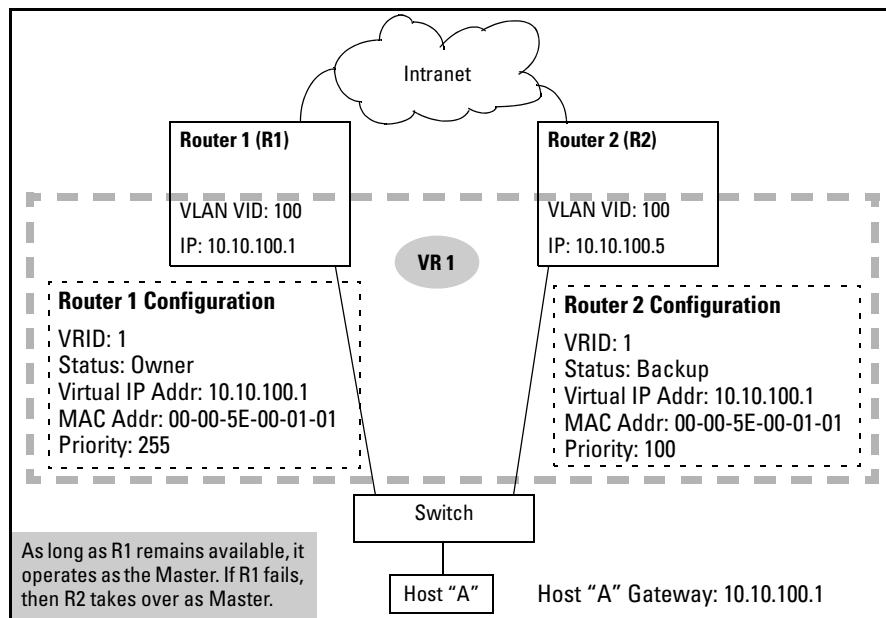 Intranet
Router 1 (R1)
VLAN VID: 100
IP: 10.10.100.1
Router 2 (R2)
VLAN VID: 100
IP: 10.10.100.5
VR 1
Router 1 Configuration
VRID: 1
Status: Owner
Virtual IP Addr: 10.10.100.1
MAC Addr: 00-00-5E-00-01-01
Priority: 255
Router 2 Configuration
VRID: 1
Status: Backup
Virtual IP Addr: 10.10.100.1
MAC Addr: 00-00-5E-00-01-01
Priority: 100
Switch
As long as R1 remains available, it
operates as the Master. If R1 fails,
then R2 takes over as Master.
Host “A”
Host “A” Gateway: 10.10.100.1